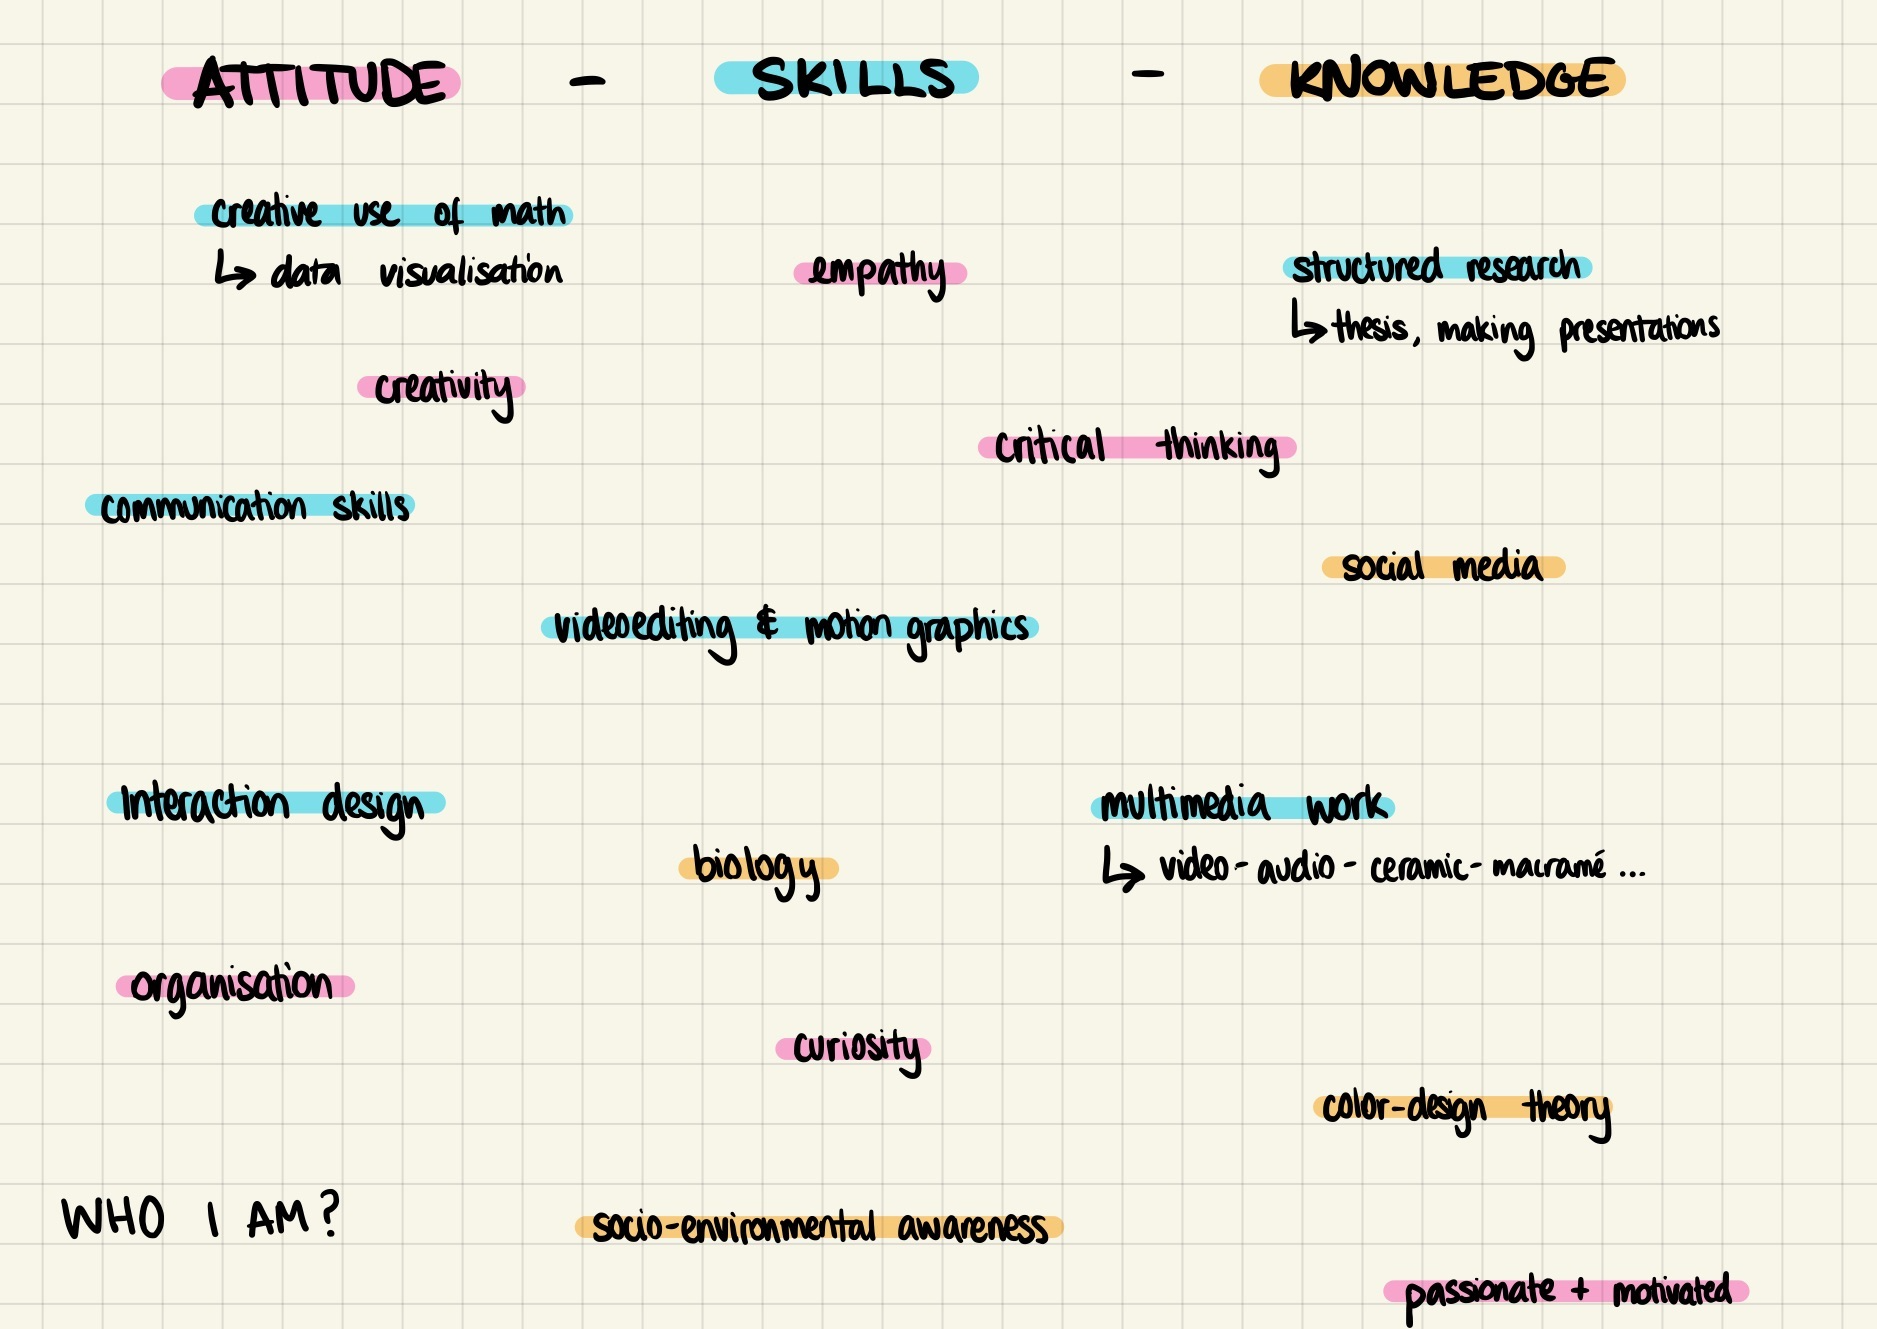 ATTITUDE - SKILLS - KNOWLEDGE
creative use of math
↳ data visualisation
empathy
structured research
↳ thesis, making presentations
creativity
critical thinking
communication skills
social media
videoediting & motion graphics
Interaction design
multimedia work
↳ video - audio - ceramic - macramé ...
biology
organisation
curiosity
color-design theory
WHO I AM?
socio-environmental awareness
passionate + motivated